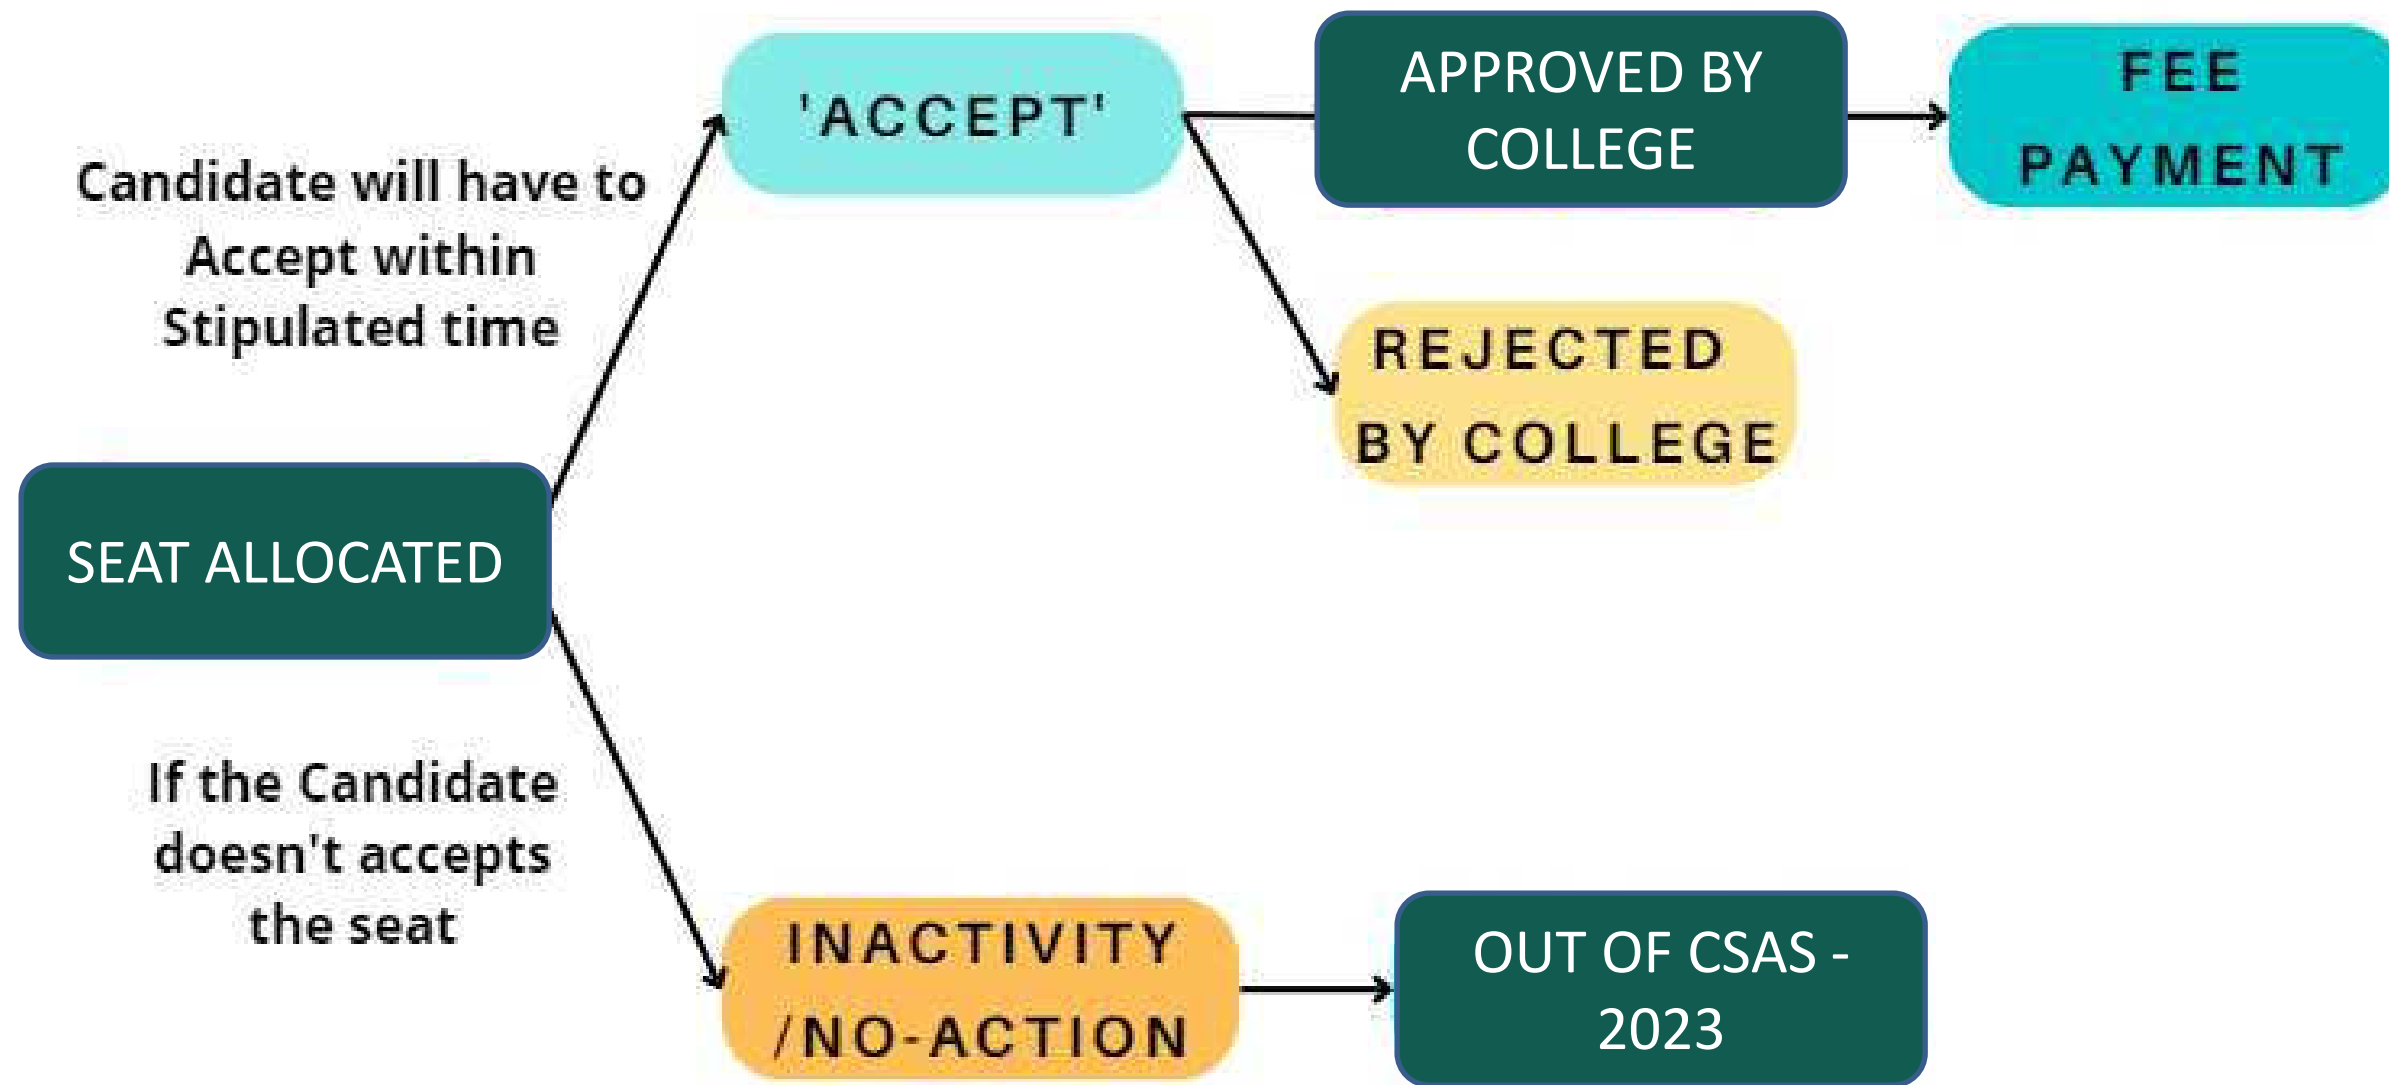 'ACCEPT'
APPROVED BY
COLLEGE
FEE
PAYMENT
Candidate will have to
Accept within
Stipulated time
REJECTED
BY COLLEGE
SEAT ALLOCATED
If the Candidate
doesn't accepts
the seat
INACTIVITY
/NO-ACTION
OUT OF CSAS -
2023